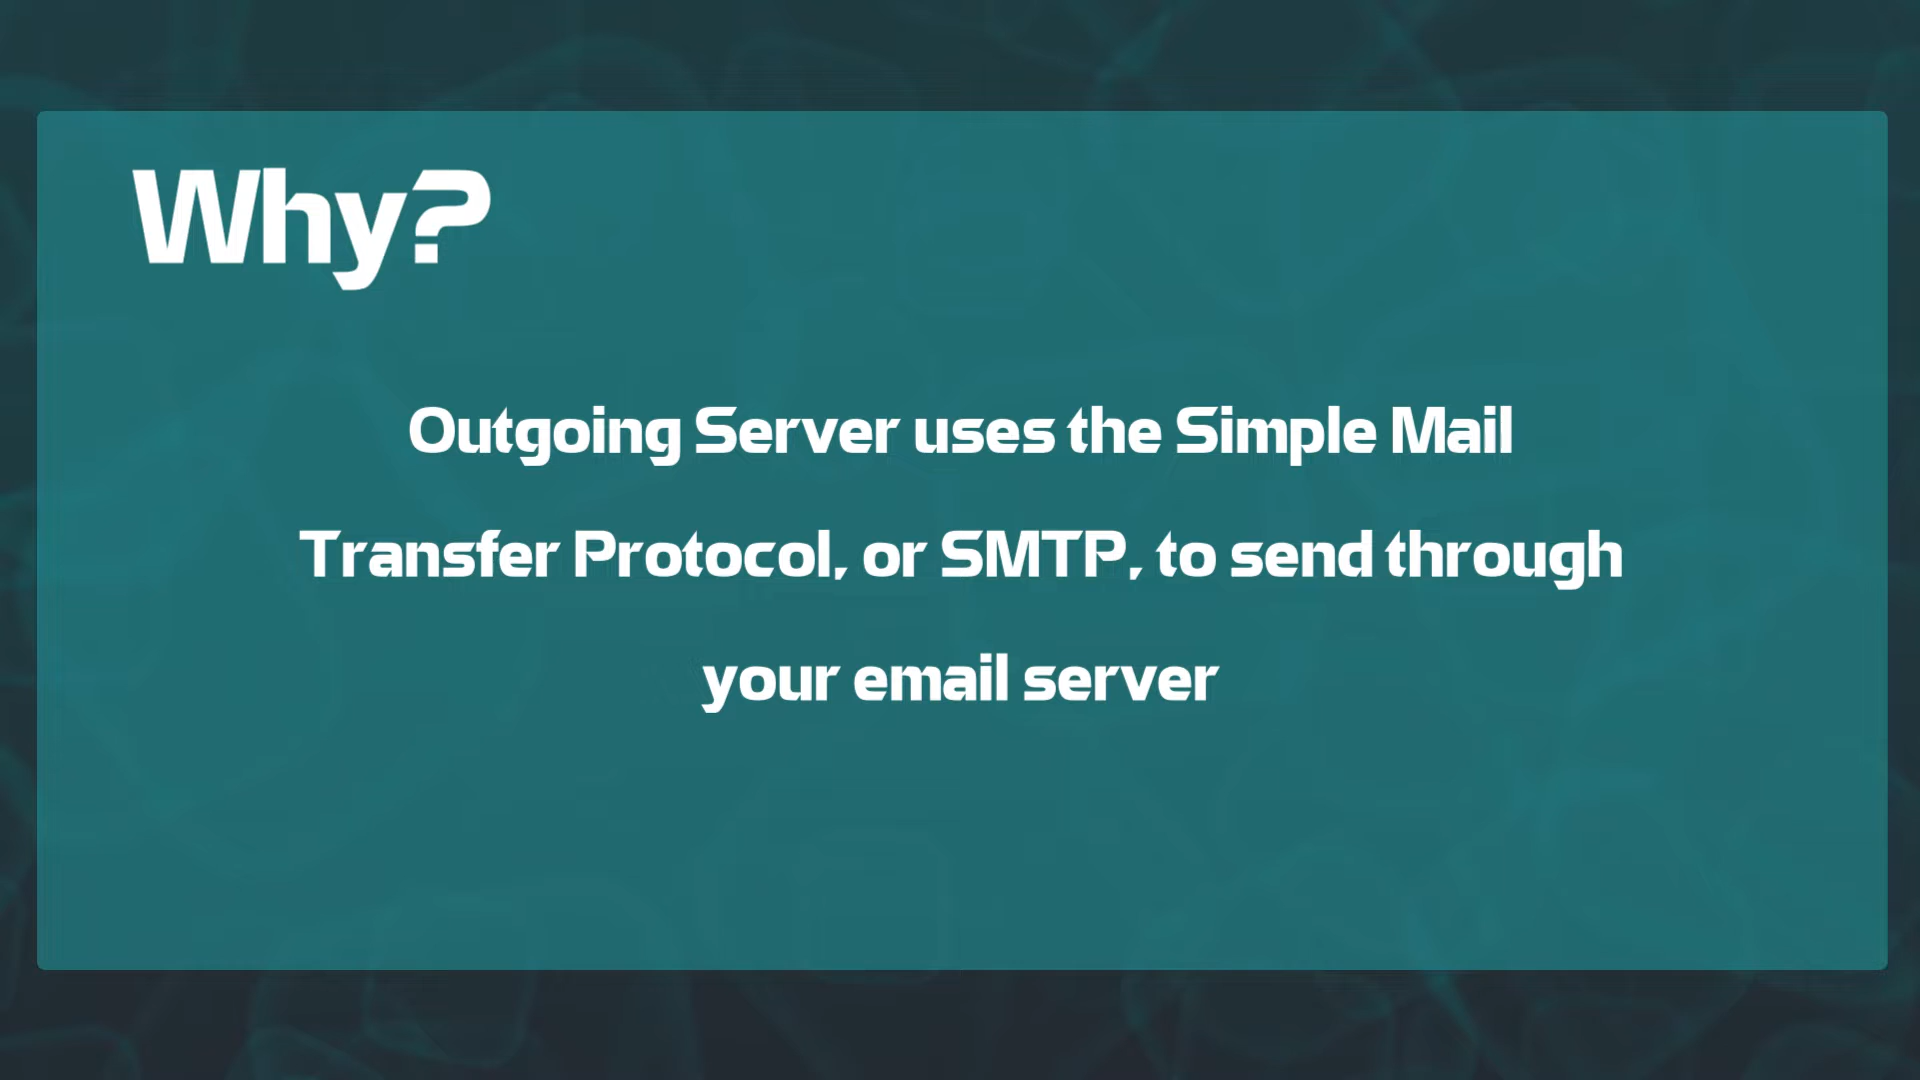 Why?
Outgoing Server uses the Simple Mail
Transfer Protocol, or SMTP, to send through
your email server